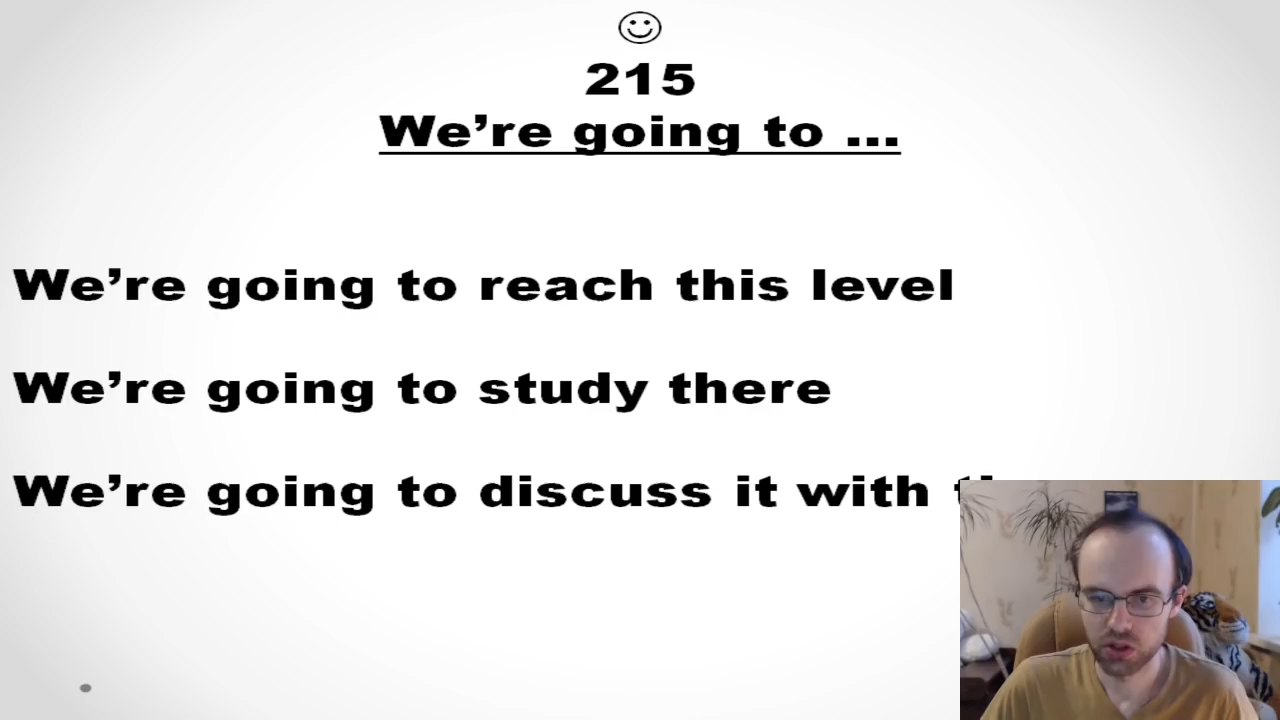 215
We’re going to ...
We’re going to reach this level
We’re going to study there
We’re going to discuss it with